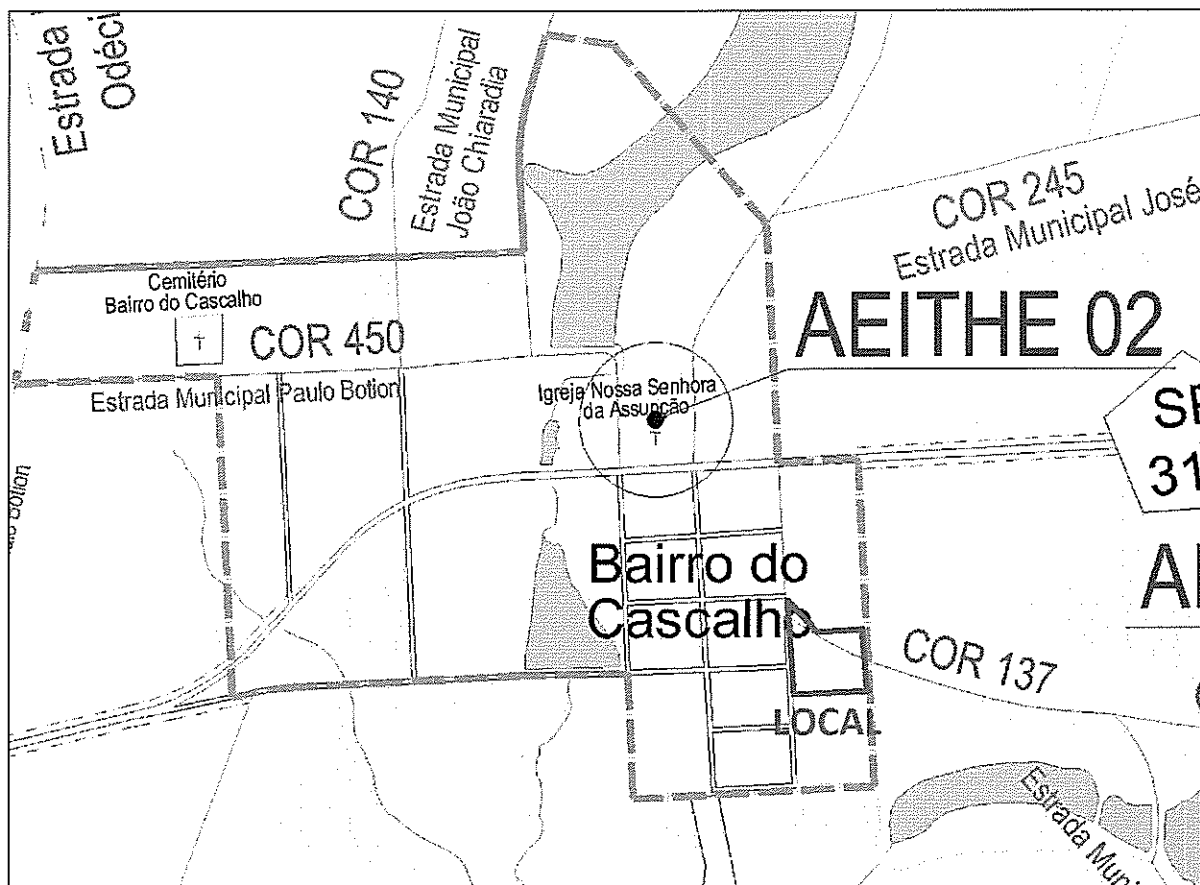 Estrada
Odéci
COR 140
Estrada Municipal
João Chiaradia
COR 245
Estrada Municipal José
Cemitério
Bairro do Cascalho
COR 450
AEITHE 02
Estrada Municipal Paulo Botion
Igreja Nossa Senhora
da Assunção
SP
31
Botion
Bairro do
Cascalho
COR 137
LOCAL
Estrada Muni